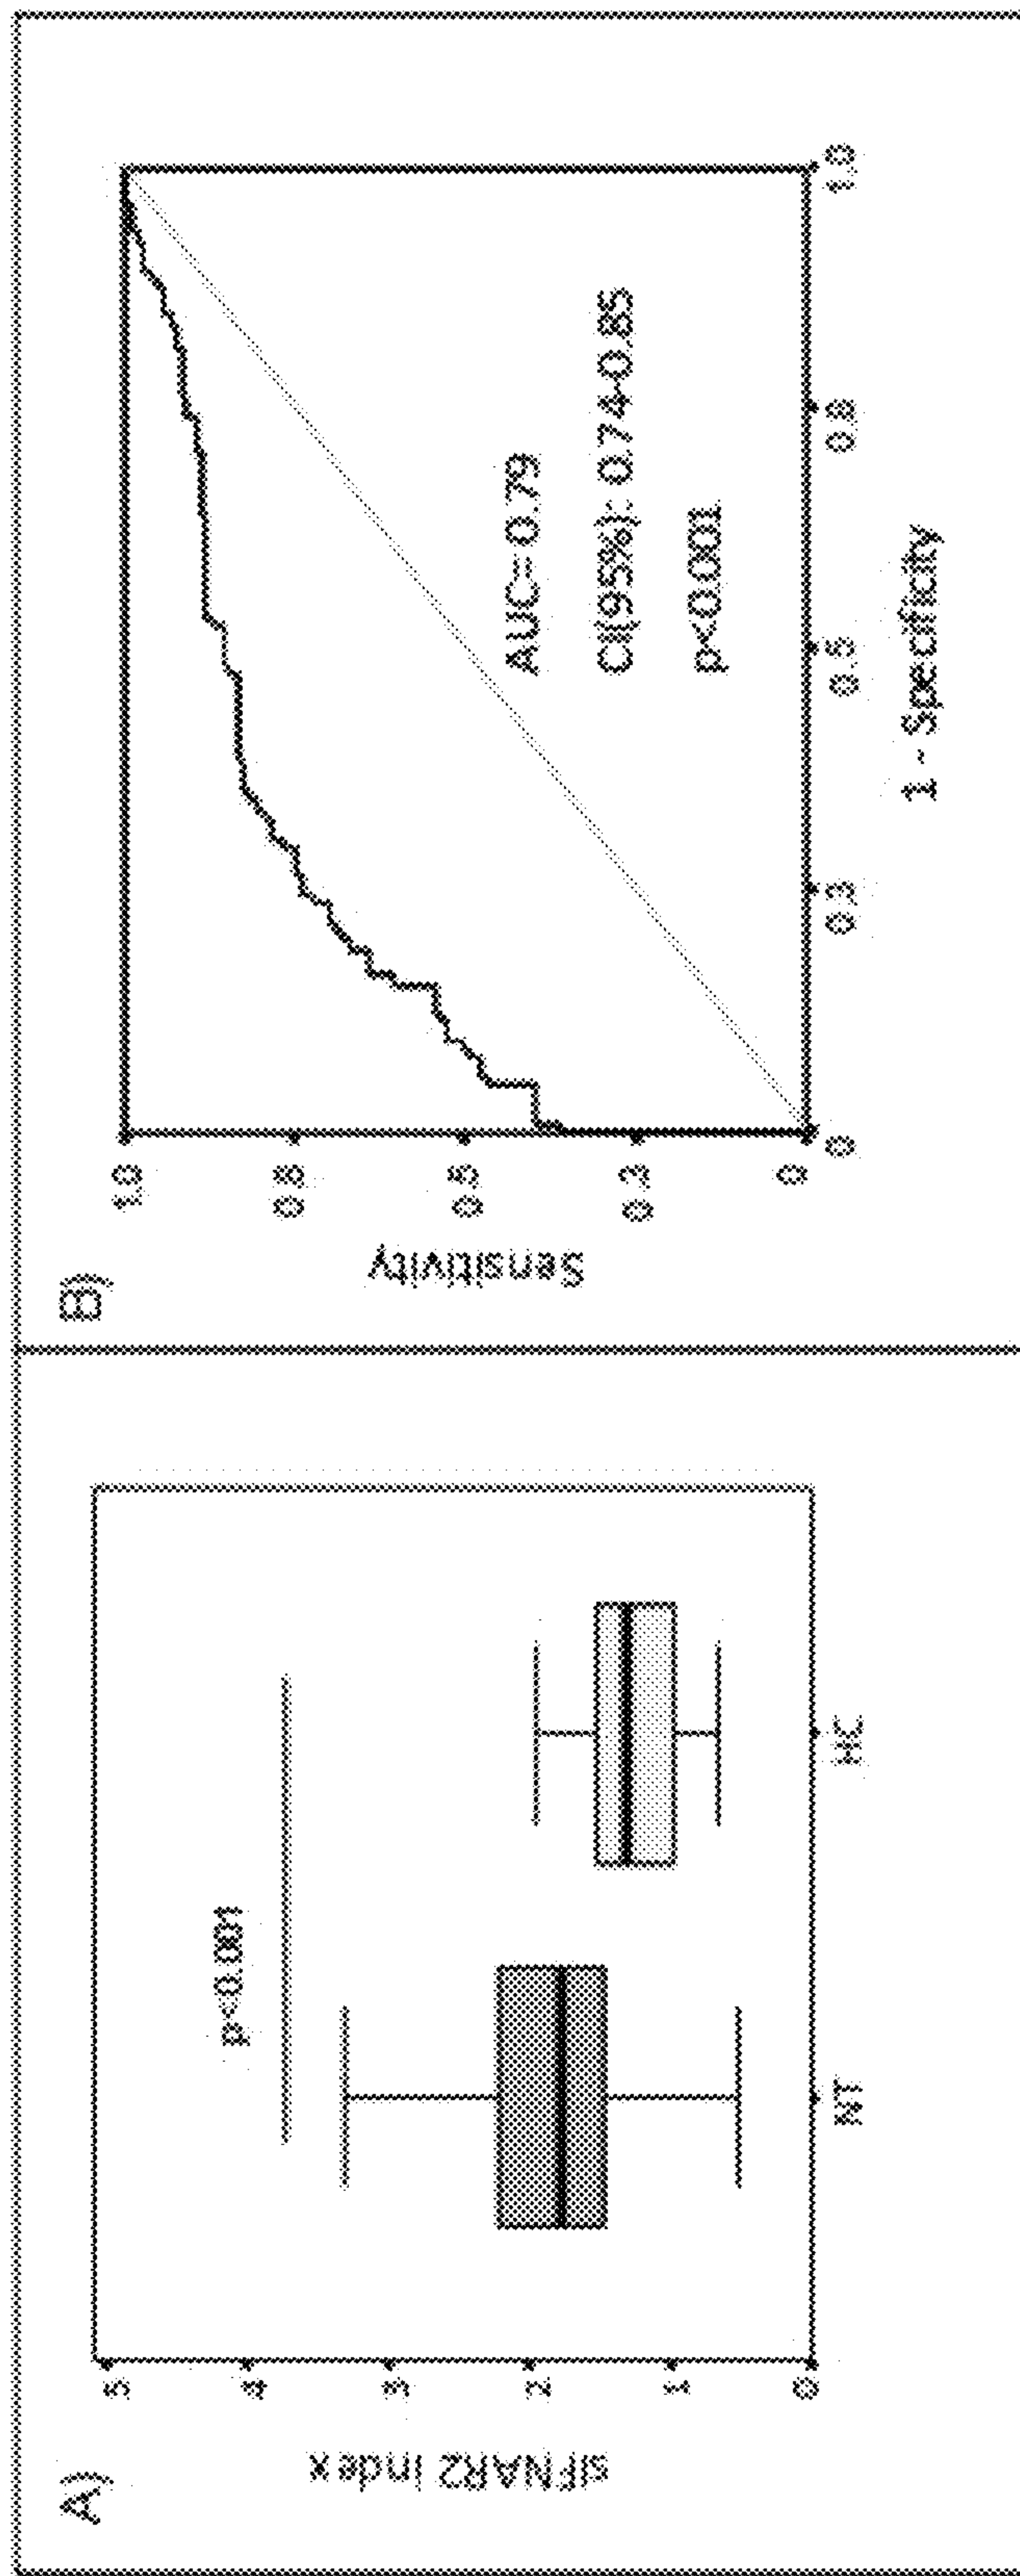 A)
sIFNAR2 index
5
4
3
2
1
0
p<0.001
NT
HC
B)
Sensitivity
1.0
0.8
0.5
0.3
0
AUC= 0.79
CI(95%): 0.74-0.85
p<0.001
0
0.3
0.5
0.8
1.0
1 - Specificity